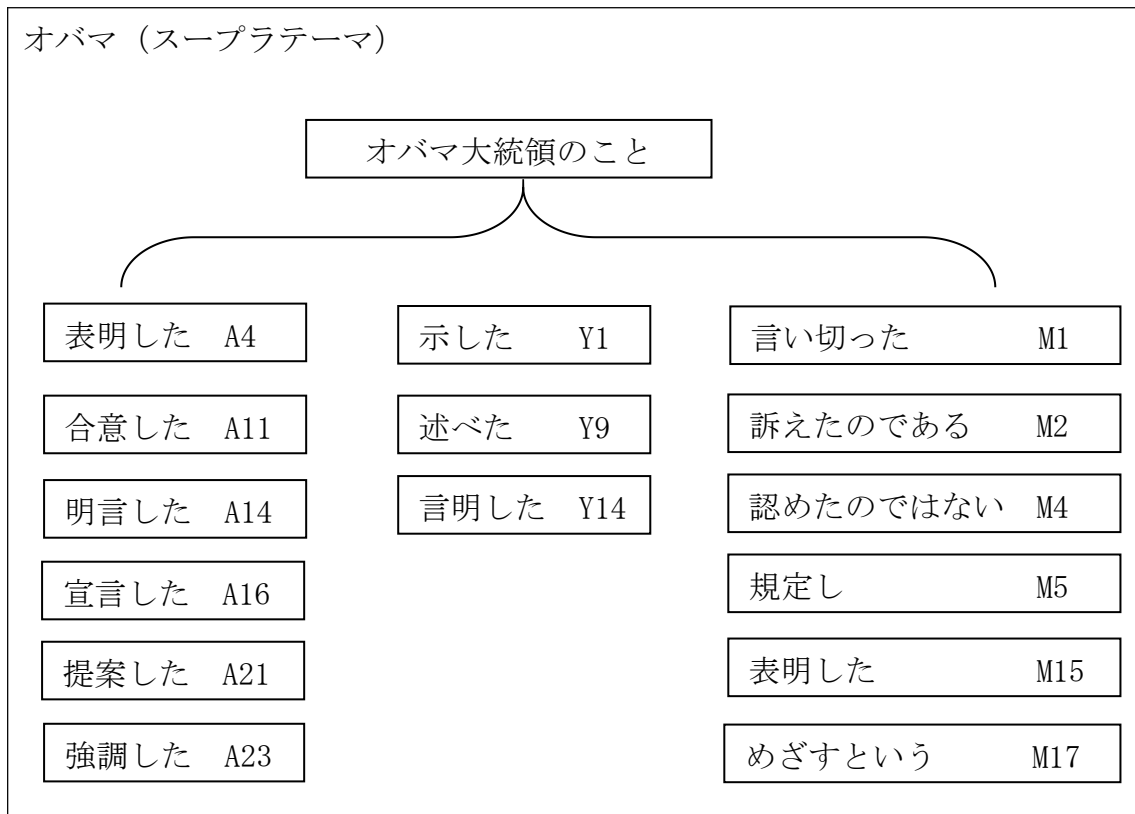 オバマ（スープラテーマ）
オバマ大統領のこと
表明した A4
合意した A11
明言した A14
宣言した A16
提案した A21
強調した A23
示した Y1
述べた Y9
言明した Y14
言い切った M1
訴えたのである M2
認めたのではない M4
規定し M5
表明した M15
めざすという M17